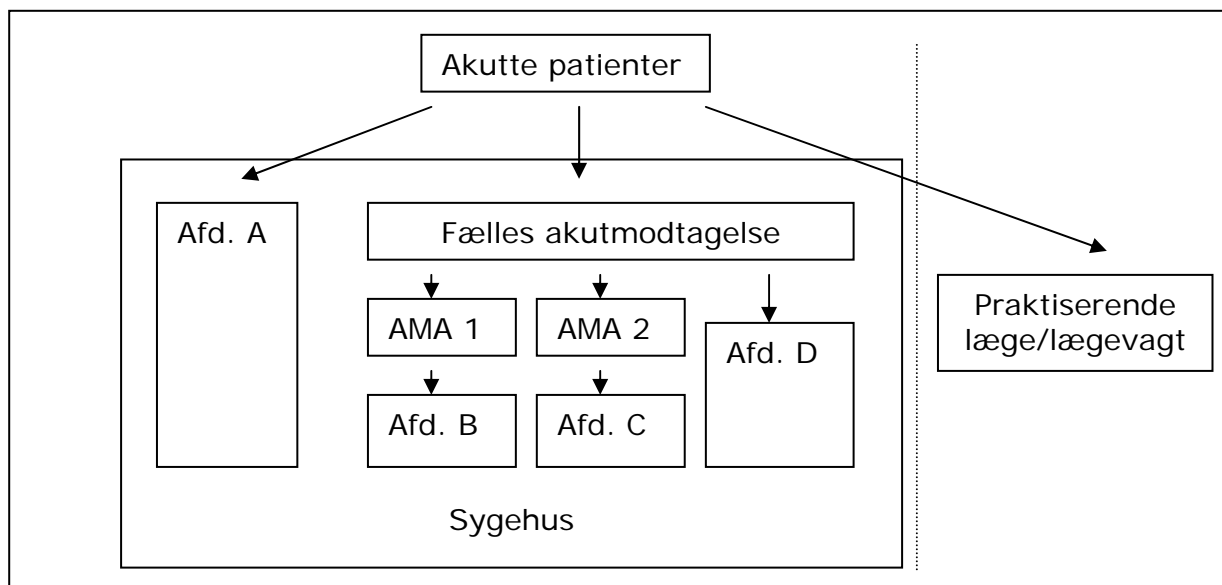 Akutte patienter
Afd. A
Fælles akutmodtagelse
AMA 1
AMA 2
Afd. D
Afd. B
Afd. C
Praktiserende
læge/lægevagt
Sygehus